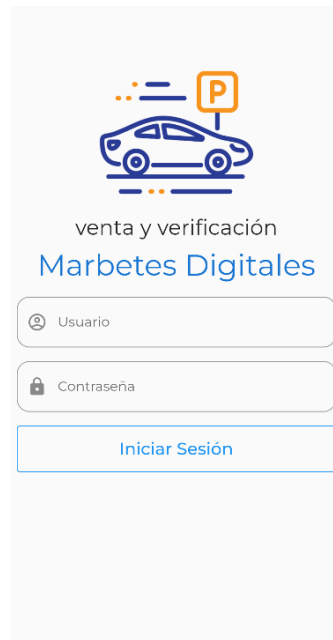 P
venta y verificación
Marbetes Digitales
Usuario
Contraseña
Iniciar Sesión